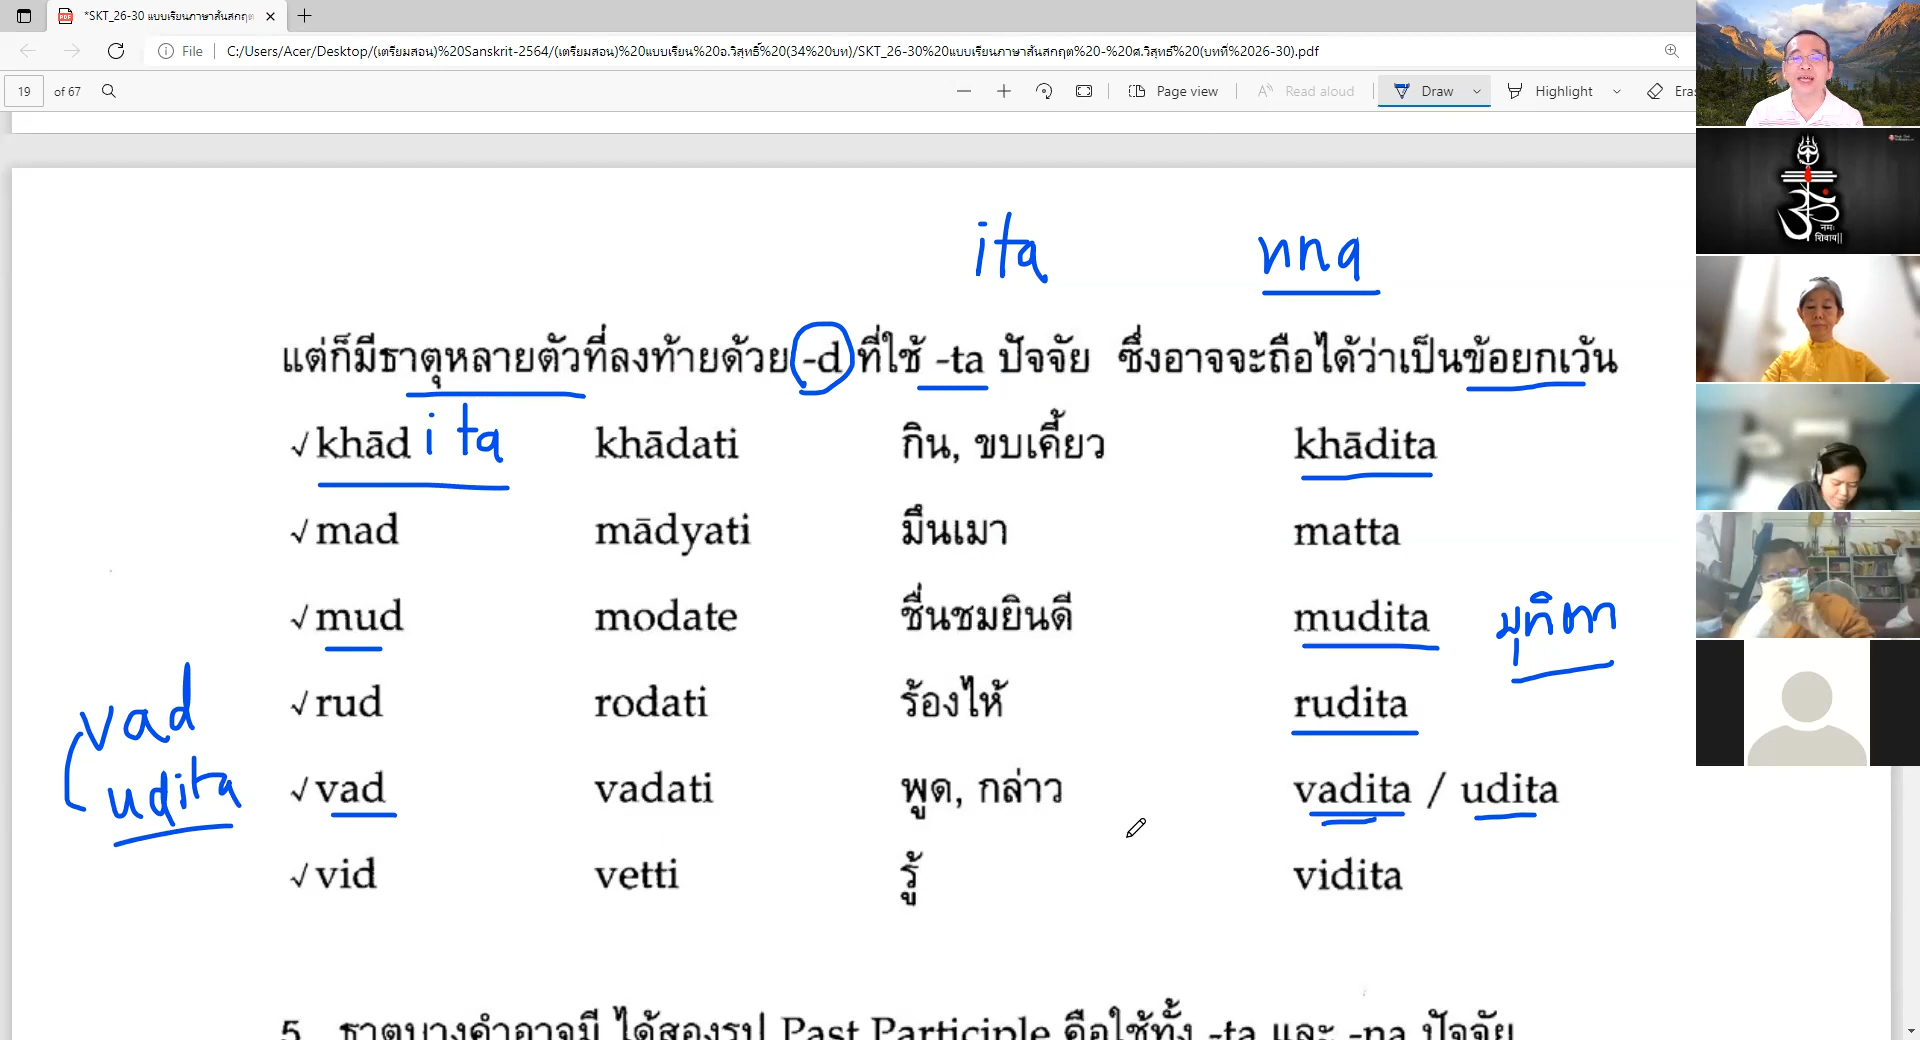 *SKT_26-30 แบบเรียนภาษาสันสกฤต
File C:/Users/Acer/Desktop/(เตรียมสอน)%20Sanskrit-2564/(เตรียมสอน)%20แบบเรียน%20อ.วิสุทธิ์%20(34%20บท)/SKT_26-30%20แบบเรียนภาษาสันสกฤต%20-%20ศ.วิสุทธ์%20(บทที่%2026-30).pdf
19 of 67 Page view Read aloud Draw Highlight Eras
ita nna
แต่ก็มีธาตุหลายตัวที่ลงท้ายด้วย -d ที่ใช้ -ta ปัจจัย ซึ่งอาจจะถือได้ว่าเป็นข้อยกเว้น
√khād i ta khādati กิน, ขบเคี้ยว khādita
√mad mādyati มึนเมา matta
√mud modate ชื่นชมยินดี mudita มุทิตา
√rud rodati ร้องไห้ rudita
vad
udita
√vad vadati พูด, กล่าว vadita / udita
√vid vetti รู้ vidita
5. ธาตุบางคำอาจมี ได้สองรูป Past Participle คือใช้ทั้ง -ta และ -na ปัจจัย
नमः
शिवाय||